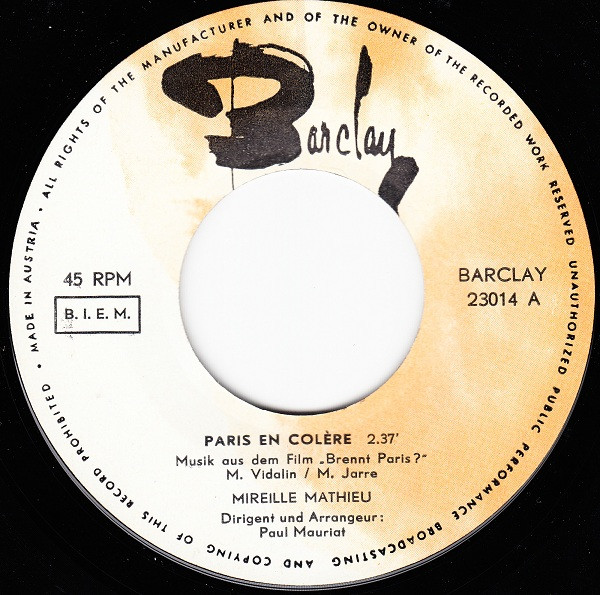 ALL RIGHTS OF THE MANUFACTURER AND OF THE OWNER OF THE RECORDED WORK RESERVED UNAUTHORIZED PUBLIC PERFORMANCE BROADCASTING AND COPYING OF THIS RECORD PROHIBITED • MADE IN AUSTRIA •
Barclay
45 RPM
B. I. E. M.
BARCLAY
23014 A
PARIS EN COLÈRE 2.37'
Musik aus dem Film „Brennt Paris?"
M. Vidalin / M. Jarre
MIREILLE MATHIEU
Dirigent und Arrangeur:
Paul Mauriat